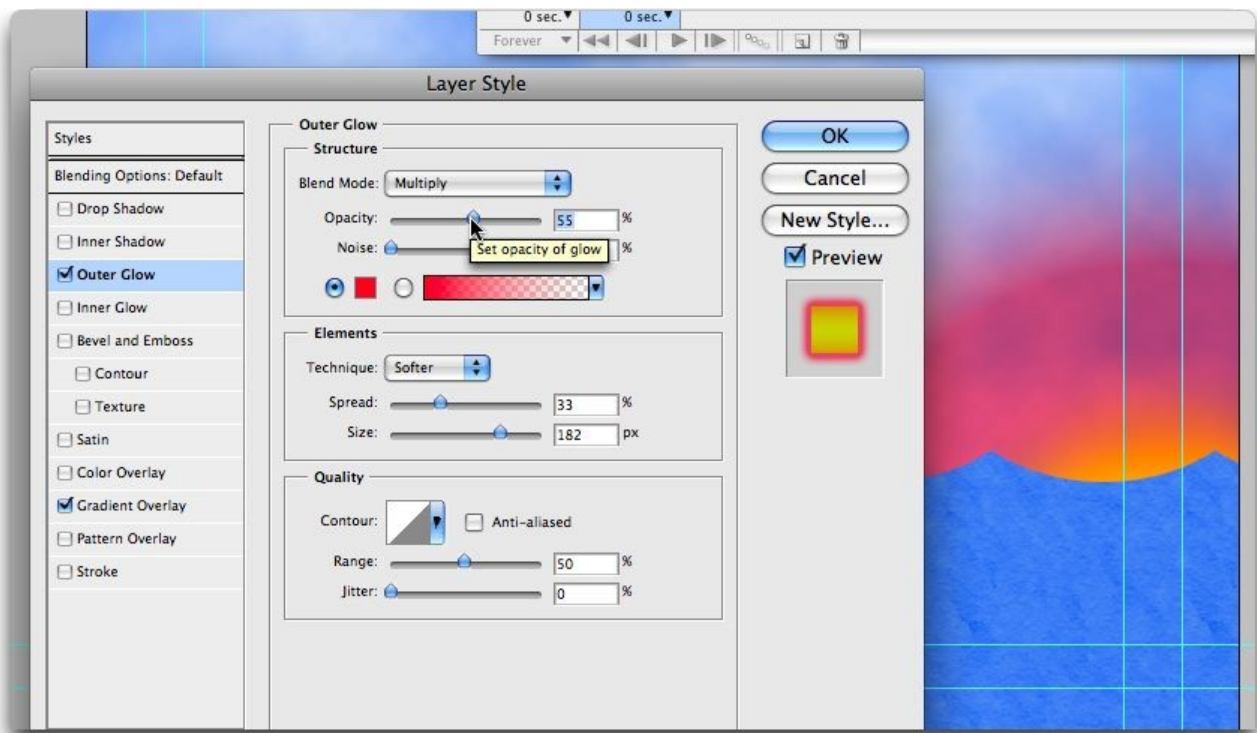 0 sec. 0 sec.
Forever
Layer Style
Styles
Blending Options: Default
Drop Shadow
Inner Shadow
Outer Glow
Inner Glow
Bevel and Emboss
Contour
Texture
Satin
Color Overlay
Gradient Overlay
Pattern Overlay
Stroke
Outer Glow
Structure
Blend Mode: Multiply
Opacity: 55 %
Noise: %
Set opacity of glow
Elements
Technique: Softer
Spread: 33 %
Size: 182 px
Quality
Contour: Anti-aliased
Range: 50 %
Jitter: 0 %
OK
Cancel
New Style...
Preview